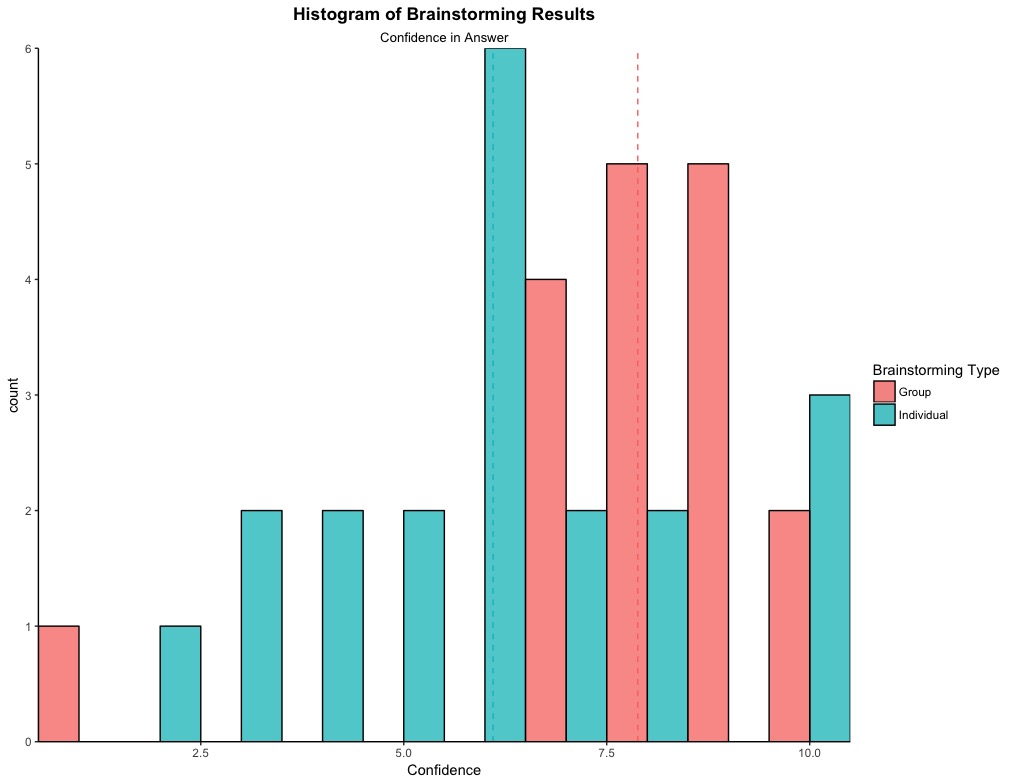 Histogram of Brainstorming Results
Confidence in Answer
6
5
4
3
2
1
0
count
2.5
5.0
7.5
10.0
Confidence
Brainstorming Type
Group
Individual